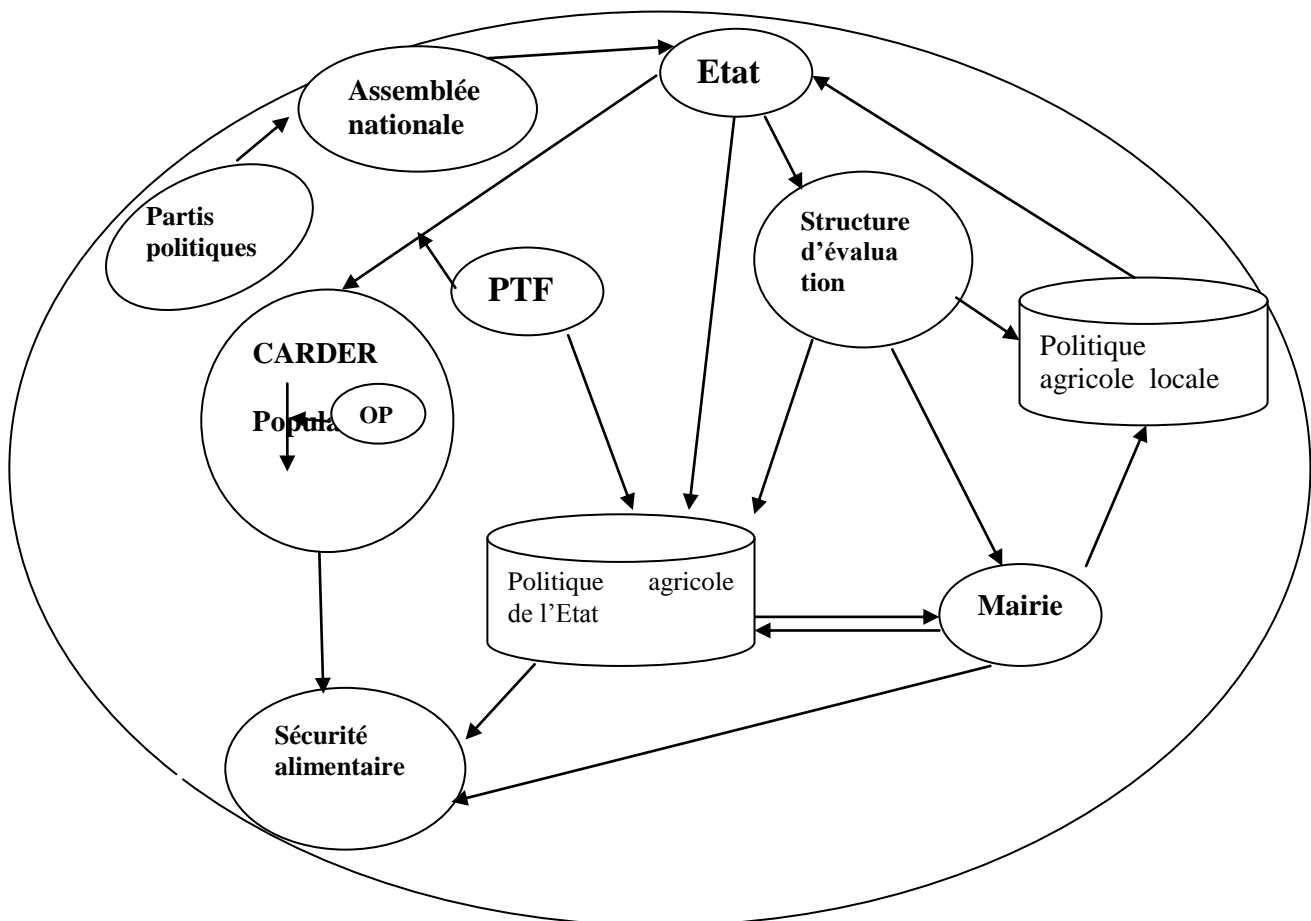 Assemblée
nationale
Etat
Partis
politiques
Structure
d’évalua
tion
PTF
Politique
agricole locale
CARDER
OP
Politique agricole
de l’Etat
Mairie
Sécurité
alimentaire